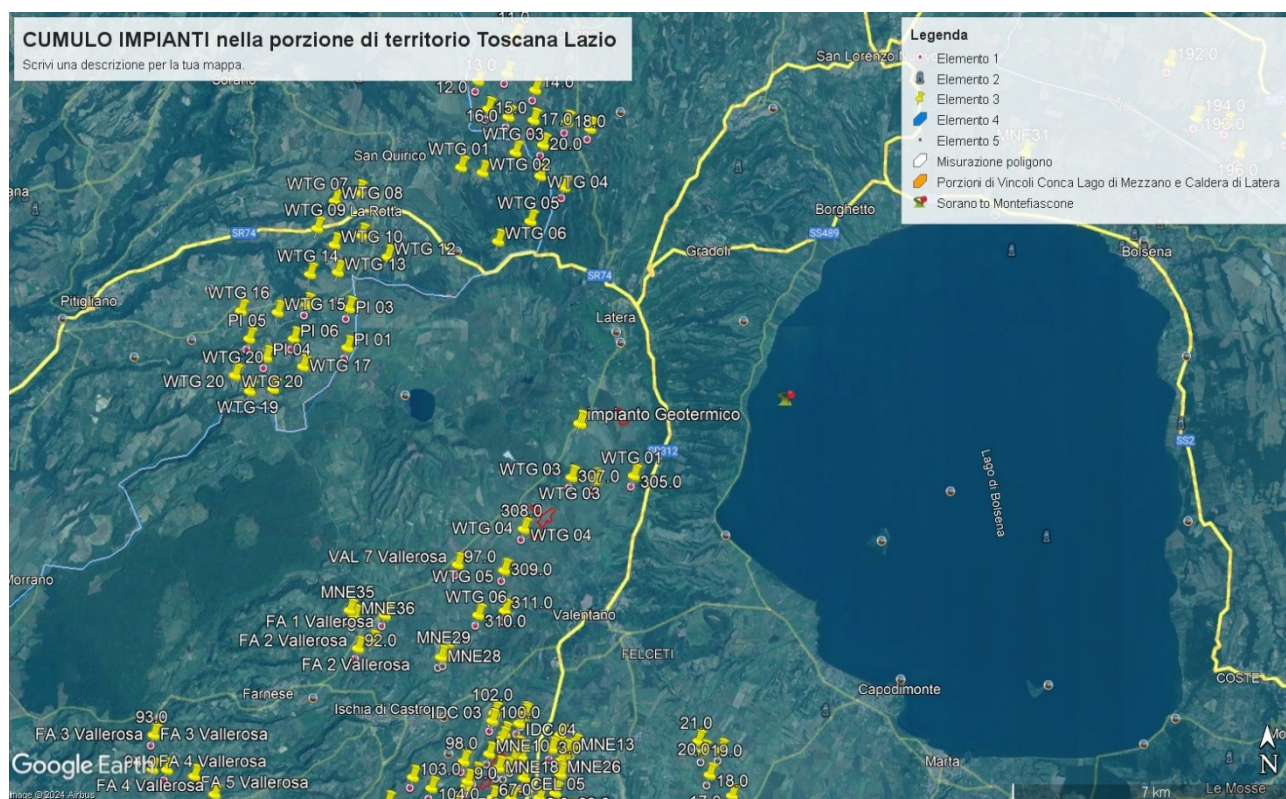 CUMULO IMPIANTI nella porzione di territorio Toscana Lazio
Scrivi una descrizione per la tua mappa.
Legenda
Elemento 1
Elemento 2
Elemento 3
Elemento 4
Elemento 5
Misurazione poligono
Porzioni di Vincoli Conca Lago di Mezzano e Caldera di Latera
Sorano to Montefiascone
11.0
San Lorenzo
192.0
13.0
12.0
14.0
15.0
16.0
17.0
18.0
194.0
193.0
MNE31
196.0
WTG 03
20.0
San Quirico
WTG 01
WTG 02
WTG 04
WTG 07
WTG 08
WTG 05
Borghetto
WTG 09
La Rotta
SR74
WTG 10
WTG 12
WTG 06
SS489
Gradoli
Bolsena
WTG 14
WTG 13
SR74
Pitigliano
WTG 16
WTG 15
PI 03
Latera
PI 05
PI 06
PI 04
PI 01
WTG 20
WTG 17
WTG 20
WTG 20
WTG 19
impianto Geotermico
SS2
SR312
WTG 01
WTG 03
307.0
305.0
WTG 03
Lago di Bolsena
308.0
WTG 04
WTG 04
VAL 7 Vallerosa
97.0
309.0
WTG 05
Morrano
MNE35
MNE36
WTG 06
311.0
FA 1 Vallerosa
310.0
Valentano
FA 2 Vallerosa
92.0
MNE29
FA 2 Vallerosa
MNE28
FELCETI
COSTE
Farnese
Capodimonte
Ischia di Castro
102.0
IDC 03
100.0
IDC 04
93.0
FA 3 Vallerosa
FA 3 Vallerosa
98.0
MNE10
3.0
MNE13
21.0
20.0
19.0
Marta
FA 4 Vallerosa
FA 4 Vallerosa
FA 5 Vallerosa
103.0
9.0
MNE18
MNE26
CEL 05
67.0
18.0
17.0
Le Mosse
Google Earth
Image © 2024 Airbus
7 km
N